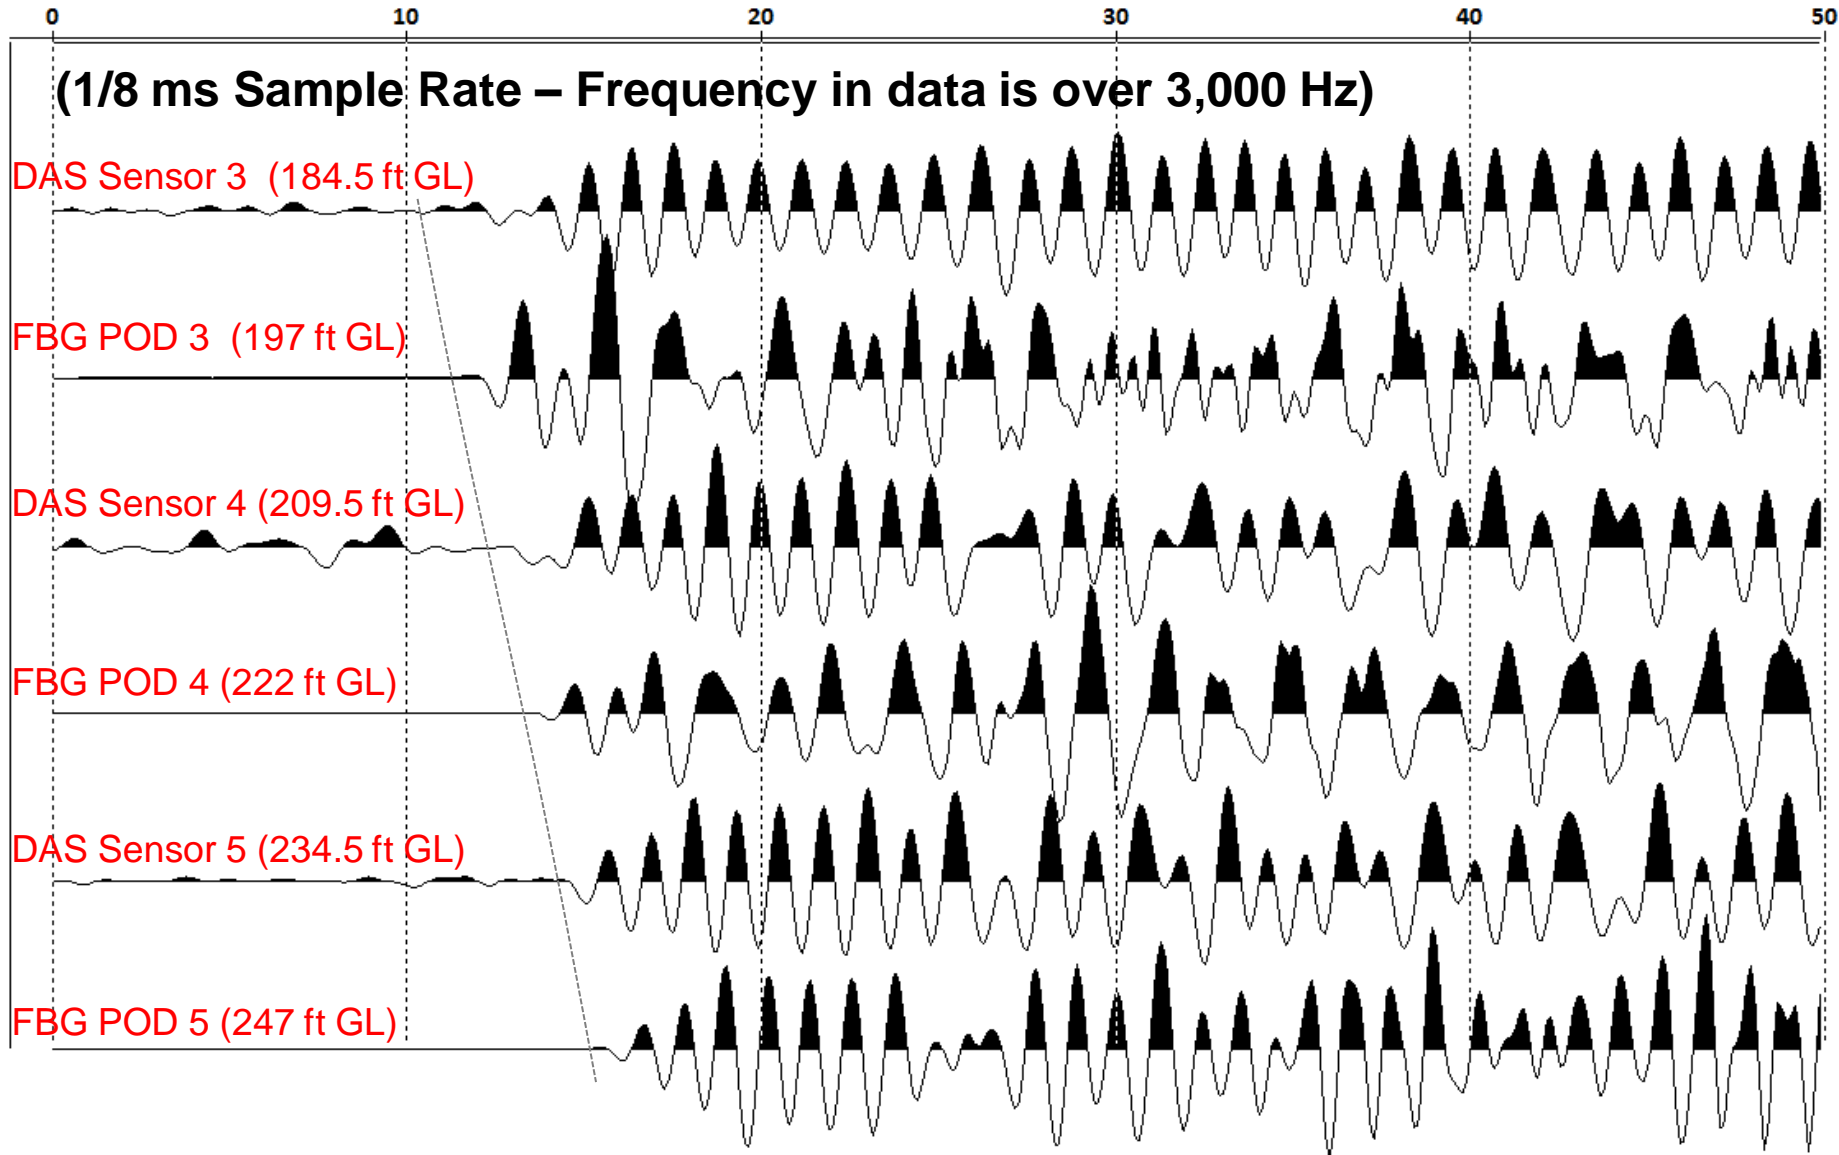 0 10 20 30 40 50
(1/8 ms Sample Rate – Frequency in data is over 3,000 Hz)
DAS Sensor 3 (184.5 ft GL)
FBG POD 3 (197 ft GL)
DAS Sensor 4 (209.5 ft GL)
FBG POD 4 (222 ft GL)
DAS Sensor 5 (234.5 ft GL)
FBG POD 5 (247 ft GL)